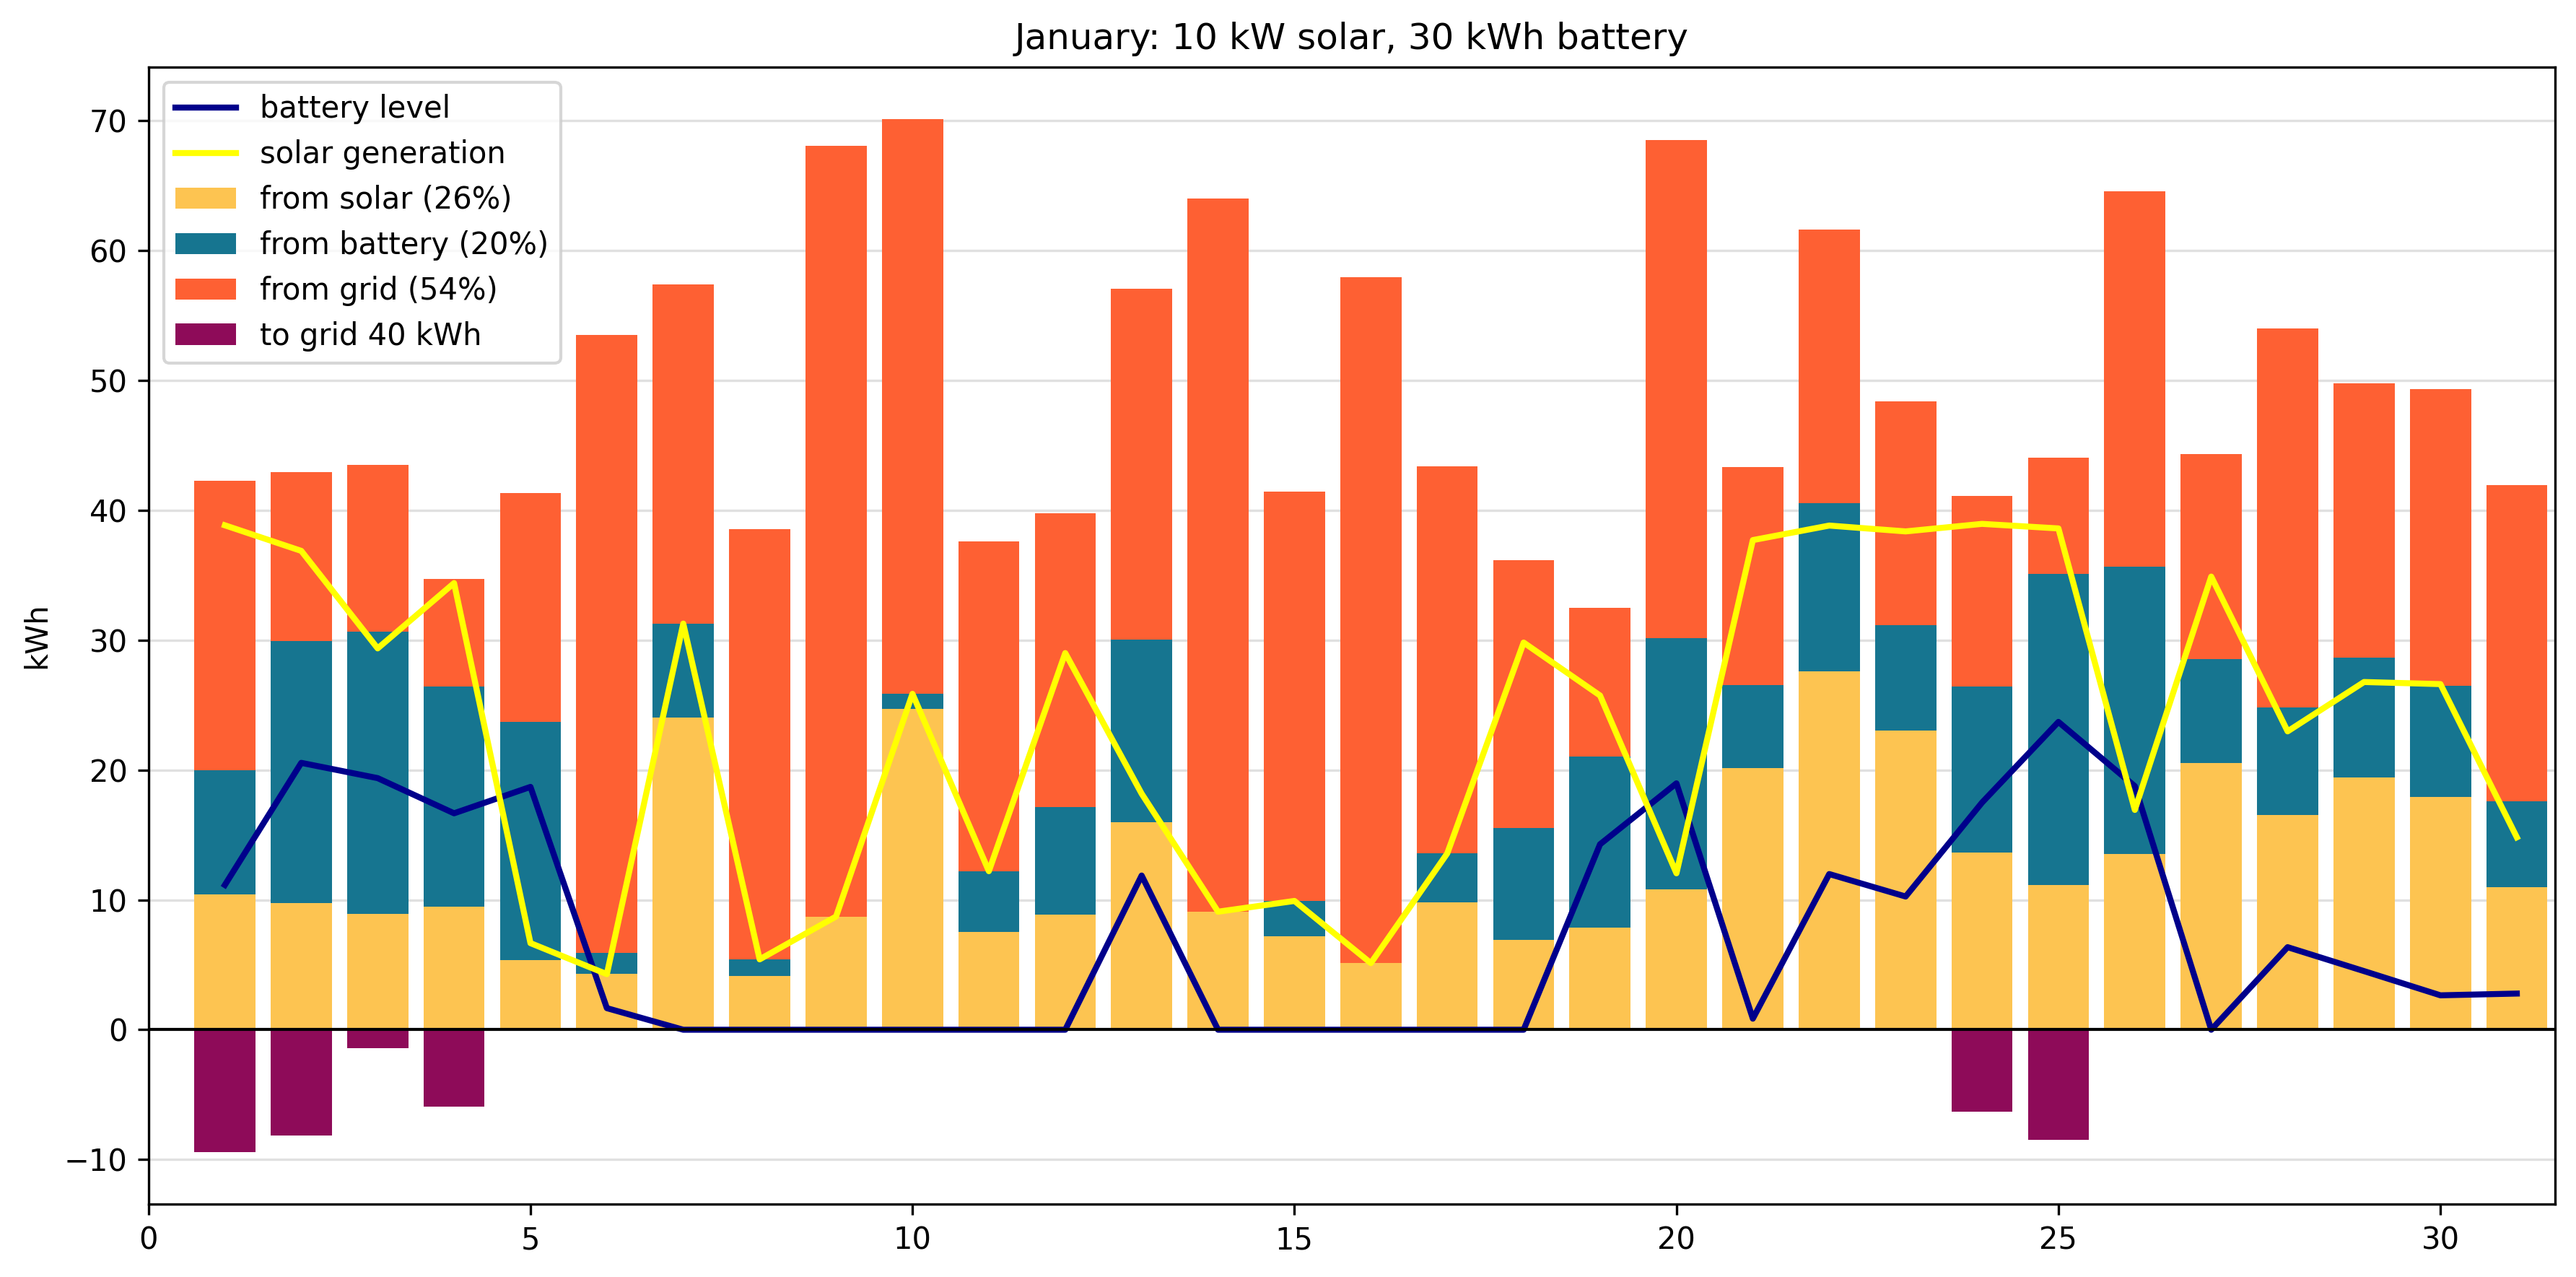 January: 10 kW solar, 30 kWh battery
battery level
solar generation
from solar (26%)
from battery (20%)
from grid (54%)
to grid 40 kWh
kWh
70
60
50
40
30
20
10
0
−10
0 5 10 15 20 25 30